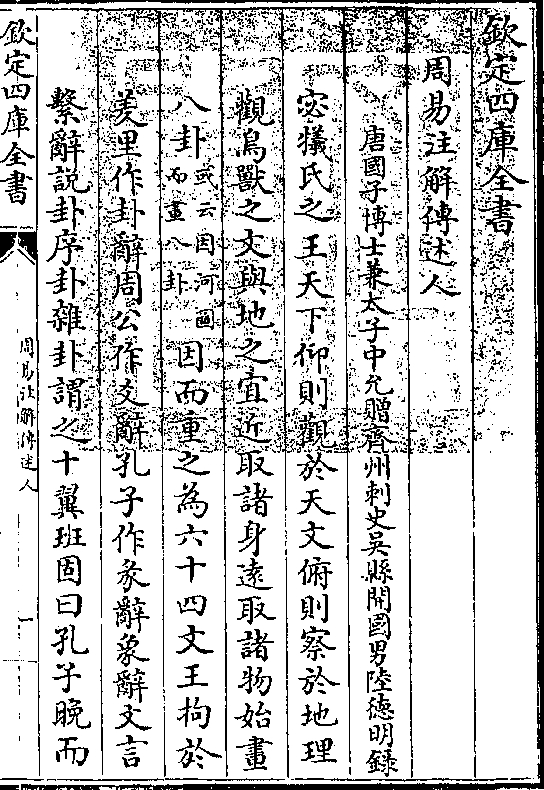 欽定四庫全書
周易注解傳述人
唐國子博士兼太子中允贈齊州刺史吳縣開國男陸德明錄
宓犠氏之王天下仰則觀於天文俯則察於地理
觀鳥獸之文與地之宜近取諸身遠取諸物始畫
八卦或云因河圖而畫八卦因而重之為六十四文王拘於
羑里作卦辭周公作爻辭孔子作彖辭象辭文言
繫辭說卦序卦雜卦謂之十翼班固曰孔子晚而
欽定四庫全書
周易注解傳述人
一